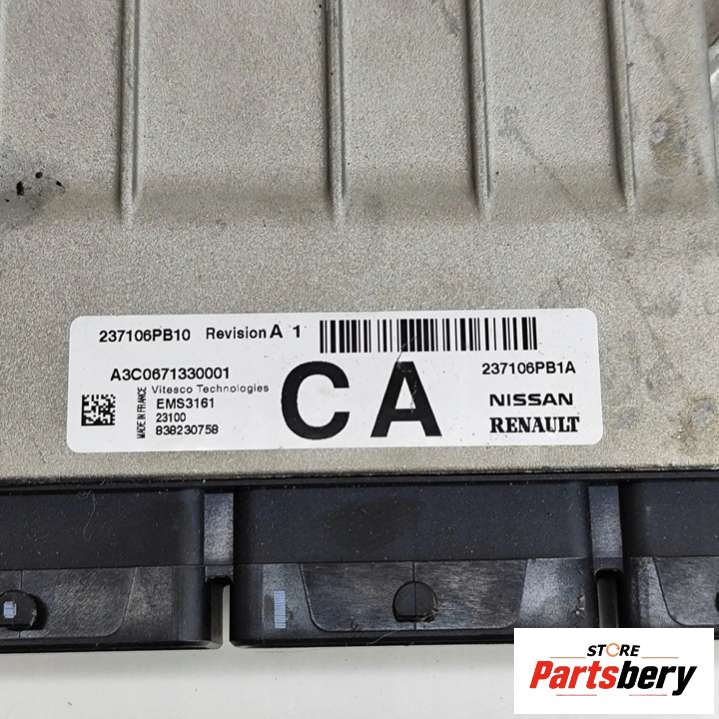 237106PB10 Revision A 1
A3C0671330001 237106PB1A
Vitesco Technologies
MADE IN FRANCE
EMS3161
23100
838230758
CA
NISSAN
RENAULT
STORE
Partsbery